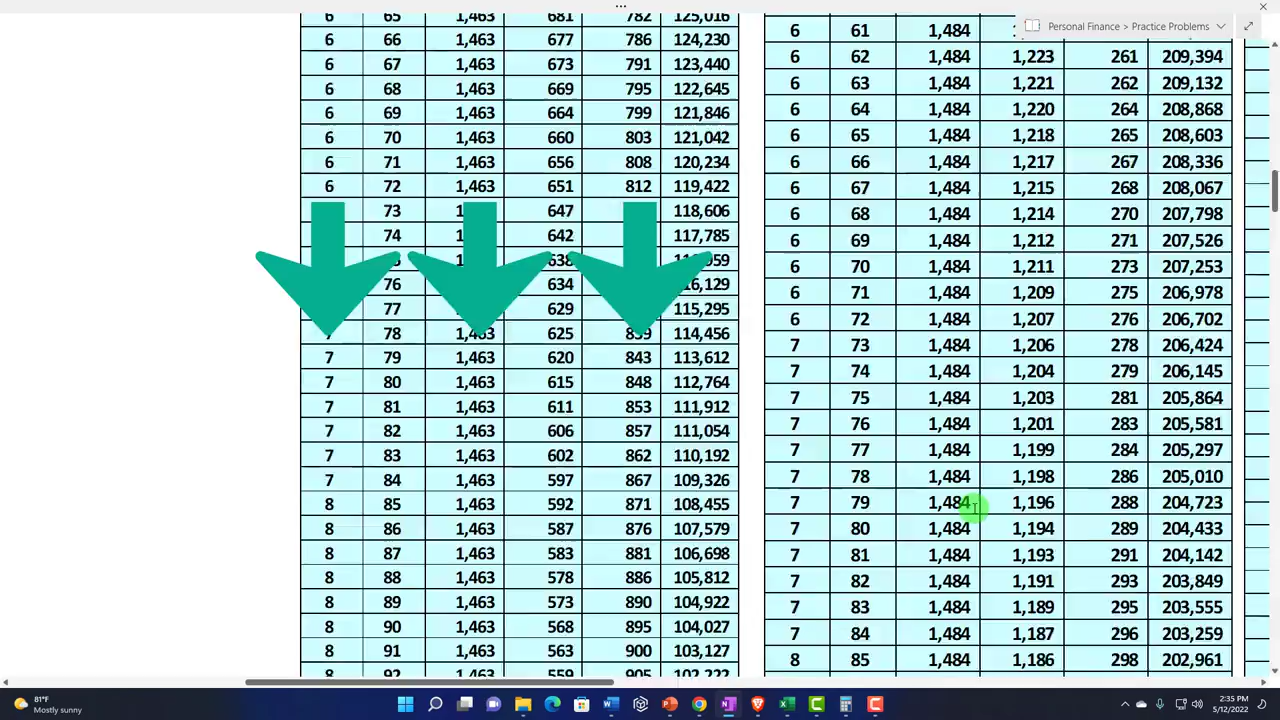 Personal Finance > Practice Problems
6 65 1,463 681 782 125,016
6 66 1,463 677 786 124,230
6 67 1,463 673 791 123,440
6 68 1,463 669 795 122,645
6 69 1,463 664 799 121,846
6 70 1,463 660 803 121,042
6 71 1,463 656 808 120,234
6 72 1,463 651 812 119,422
73 647 118,606
74 642 117,785
638
76 634
77 629 115,295
78 1,463 625 839 114,456
7 79 1,463 620 843 113,612
7 80 1,463 615 848 112,764
7 81 1,463 611 853 111,912
7 82 1,463 606 857 111,054
7 83 1,463 602 862 110,192
7 84 1,463 597 867 109,326
8 85 1,463 592 871 108,455
8 86 1,463 587 876 107,579
8 87 1,463 583 881 106,698
8 88 1,463 578 886 105,812
8 89 1,463 573 890 104,922
8 90 1,463 568 895 104,027
8 91 1,463 563 900 103,127
8 92 1,463 559 905 102,222
6 61 1,484
6 62 1,484 1,223 261 209,394
6 63 1,484 1,221 262 209,132
6 64 1,484 1,220 264 208,868
6 65 1,484 1,218 265 208,603
6 66 1,484 1,217 267 208,336
6 67 1,484 1,215 268 208,067
6 68 1,484 1,214 270 207,798
6 69 1,484 1,212 271 207,526
6 70 1,484 1,211 273 207,253
6 71 1,484 1,209 275 206,978
6 72 1,484 1,207 276 206,702
7 73 1,484 1,206 278 206,424
7 74 1,484 1,204 279 206,145
7 75 1,484 1,203 281 205,864
7 76 1,484 1,201 283 205,581
7 77 1,484 1,199 284 205,297
7 78 1,484 1,198 286 205,010
7 79 1,484 1,196 288 204,723
7 80 1,484 1,194 289 204,433
7 81 1,484 1,193 291 204,142
7 82 1,484 1,191 293 203,849
7 83 1,484 1,189 295 203,555
7 84 1,484 1,187 296 203,259
8 85 1,484 1,186 298 202,961
81°F
Mostly sunny
2:35 PM
5/12/2022